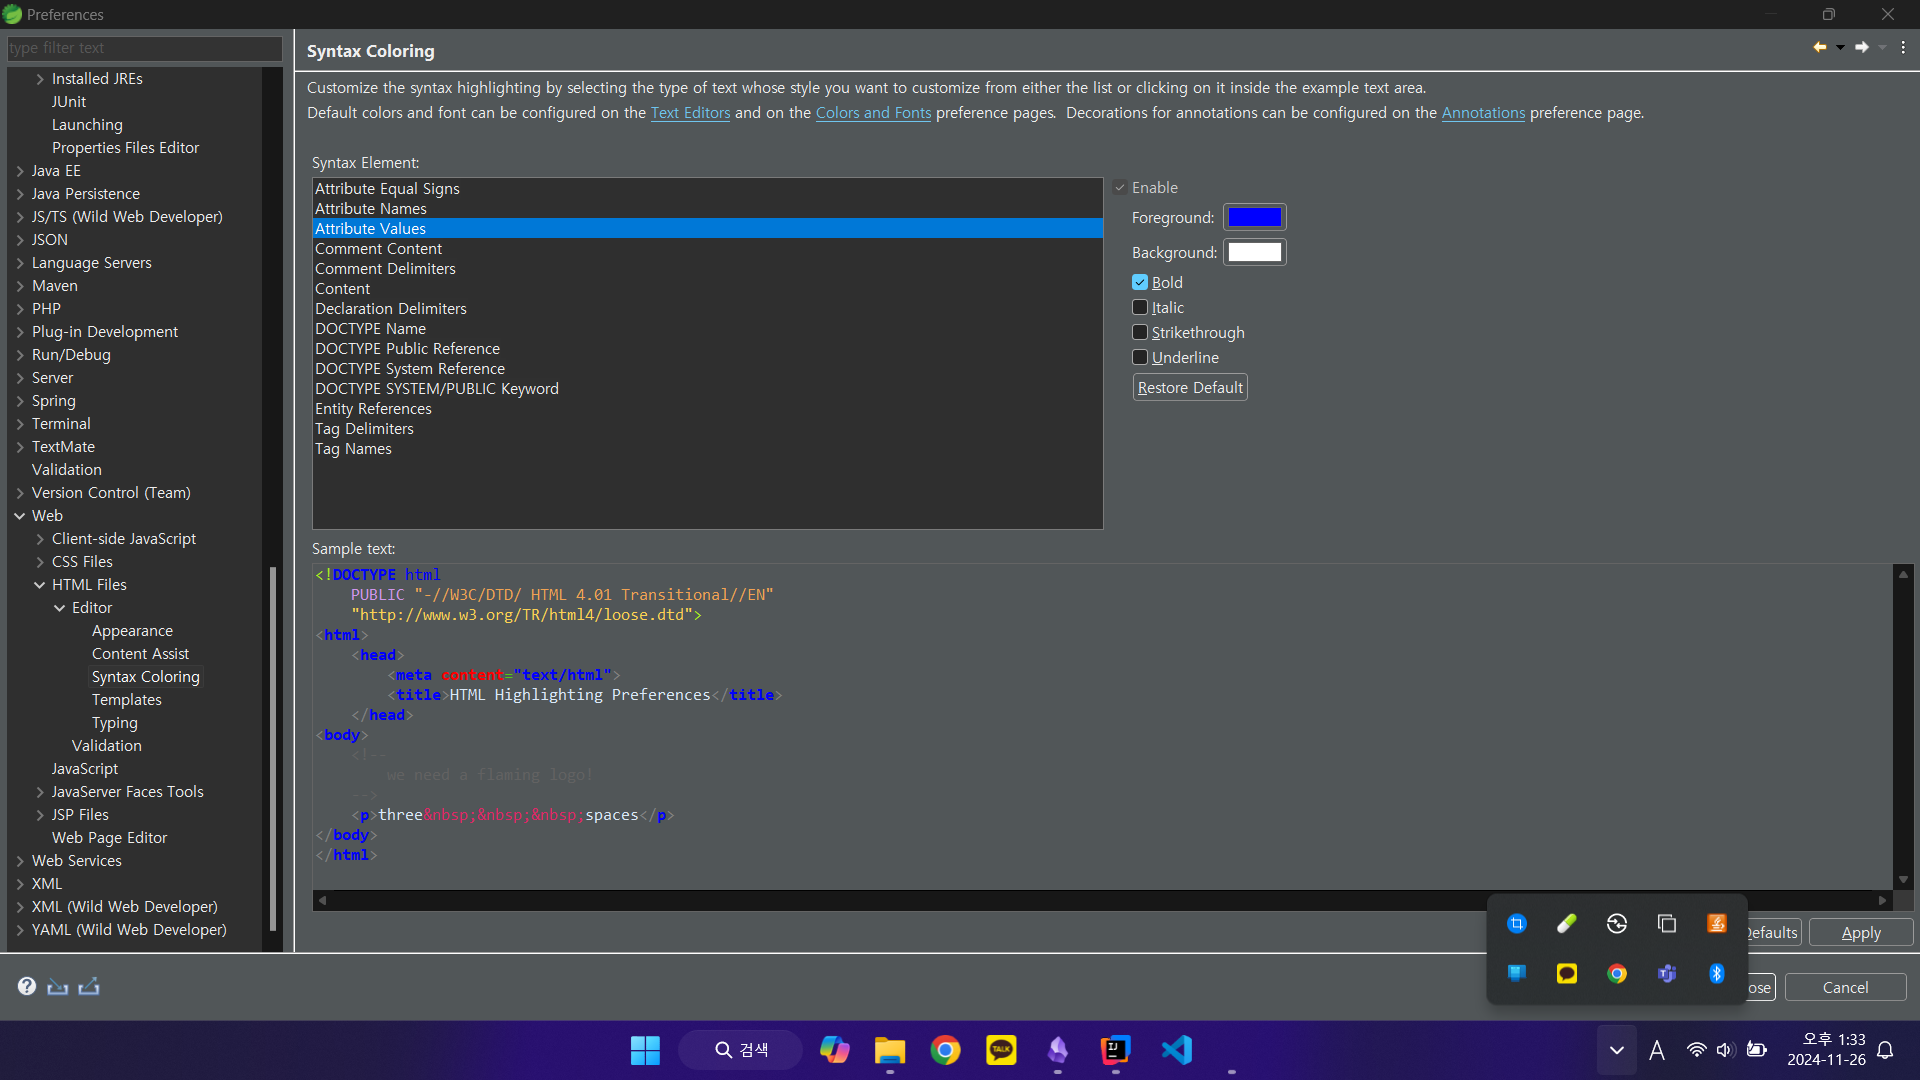 Preferences
type filter text
Installed JREs
JUnit
Launching
Properties Files Editor
Java EE
Java Persistence
JS/TS (Wild Web Developer)
JSON
Language Servers
Maven
PHP
Plug-in Development
Run/Debug
Server
Spring
Terminal
TextMate
Validation
Version Control (Team)
Web
Client-side JavaScript
CSS Files
HTML Files
Editor
Appearance
Content Assist
Syntax Coloring
Templates
Typing
Validation
JavaScript
JavaServer Faces Tools
JSP Files
Web Page Editor
Web Services
XML
XML (Wild Web Developer)
YAML (Wild Web Developer)
Syntax Coloring
Customize the syntax highlighting by selecting the type of text whose style you want to customize from either the list or clicking on it inside the example text area.
Default colors and font can be configured on the Text Editors and on the Colors and Fonts preference pages.  Decorations for annotations can be configured on the Annotations preference page.
Syntax Element:
Attribute Equal Signs
Attribute Names
Attribute Values
Comment Content
Comment Delimiters
Content
Declaration Delimiters
DOCTYPE Name
DOCTYPE Public Reference
DOCTYPE System Reference
DOCTYPE SYSTEM/PUBLIC Keyword
Entity References
Tag Delimiters
Tag Names
Enable
Foreground:
Background:
Bold
Italic
Strikethrough
Underline
Restore Default
Sample text:
<!DOCTYPE html
PUBLIC "-//W3C/DTD/ HTML 4.01 Transitional//EN"
"http://www.w3.org/TR/html4/loose.dtd">
<html>
<head>
<meta content="text/html">
<title>HTML Highlighting Preferences</title>
</head>
<body>
<!--
we need a flaming logo!
-->
<p>three&nbsp;&nbsp;&nbsp;spaces</p>
</body>
</html>
Defaults
Apply
ose
Cancel
검색
TALK
IJ
A
오후 1:33
2024-11-26